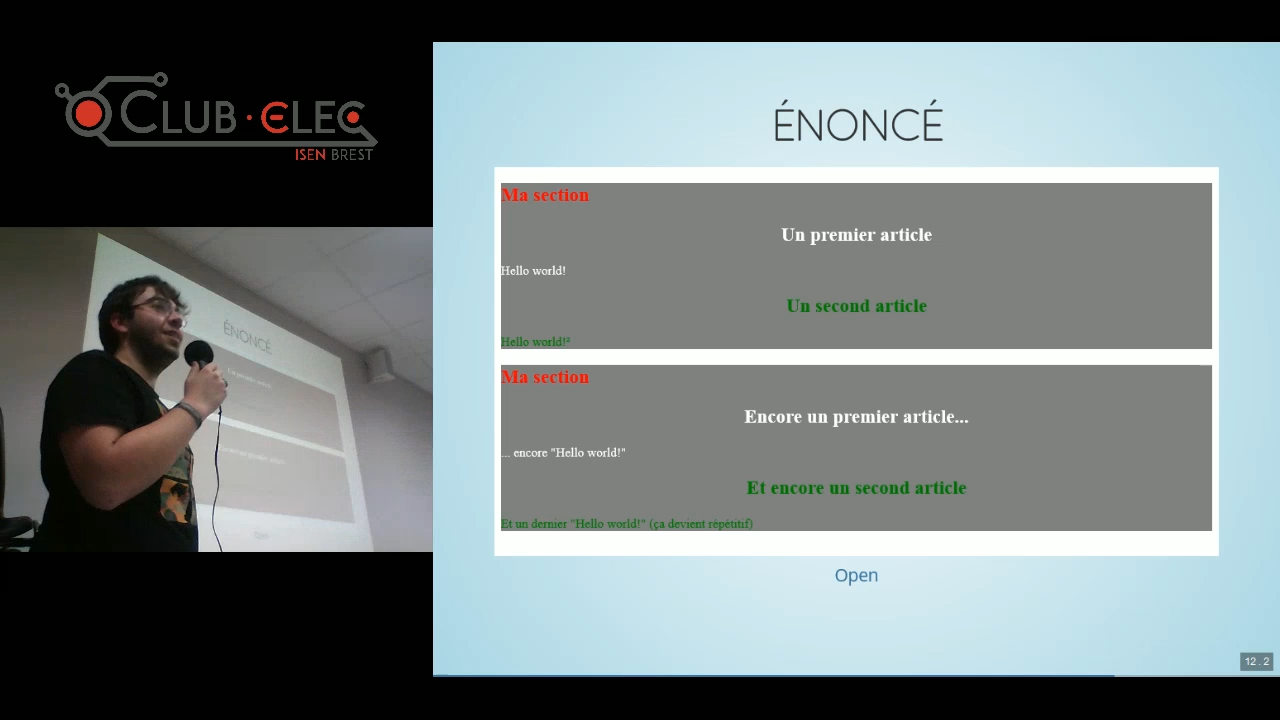 CLUB·ELEC
ISEN BREST
ÉNONCÉ
Ma section
Un premier article
Hello world!
Un second article
Hello world!²
Ma section
Encore un premier article...
... encore "Hello world!"
Et encore un second article
Et un dernier "Hello world!" (ça devient répétitif)
Open
12.2
ÉNONCÉ